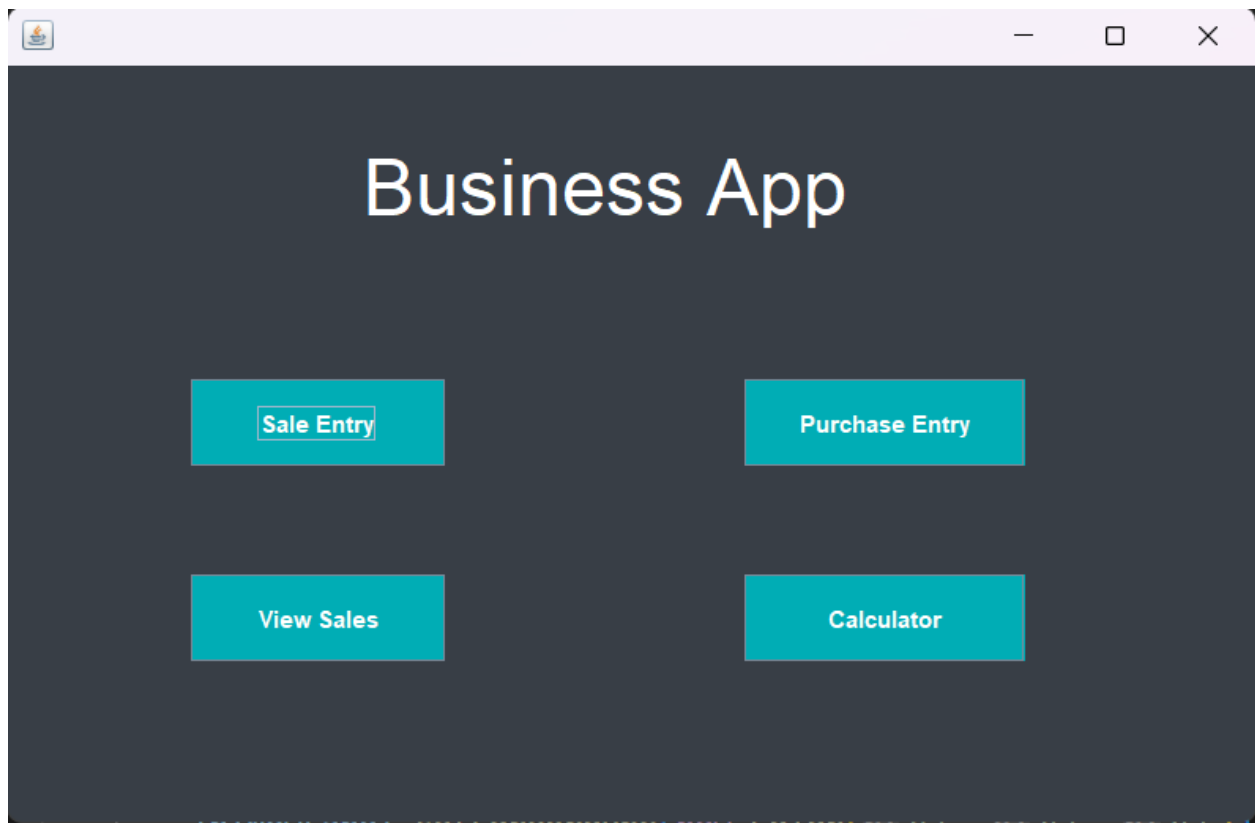 Business App
Sale Entry
Purchase Entry
View Sales
Calculator